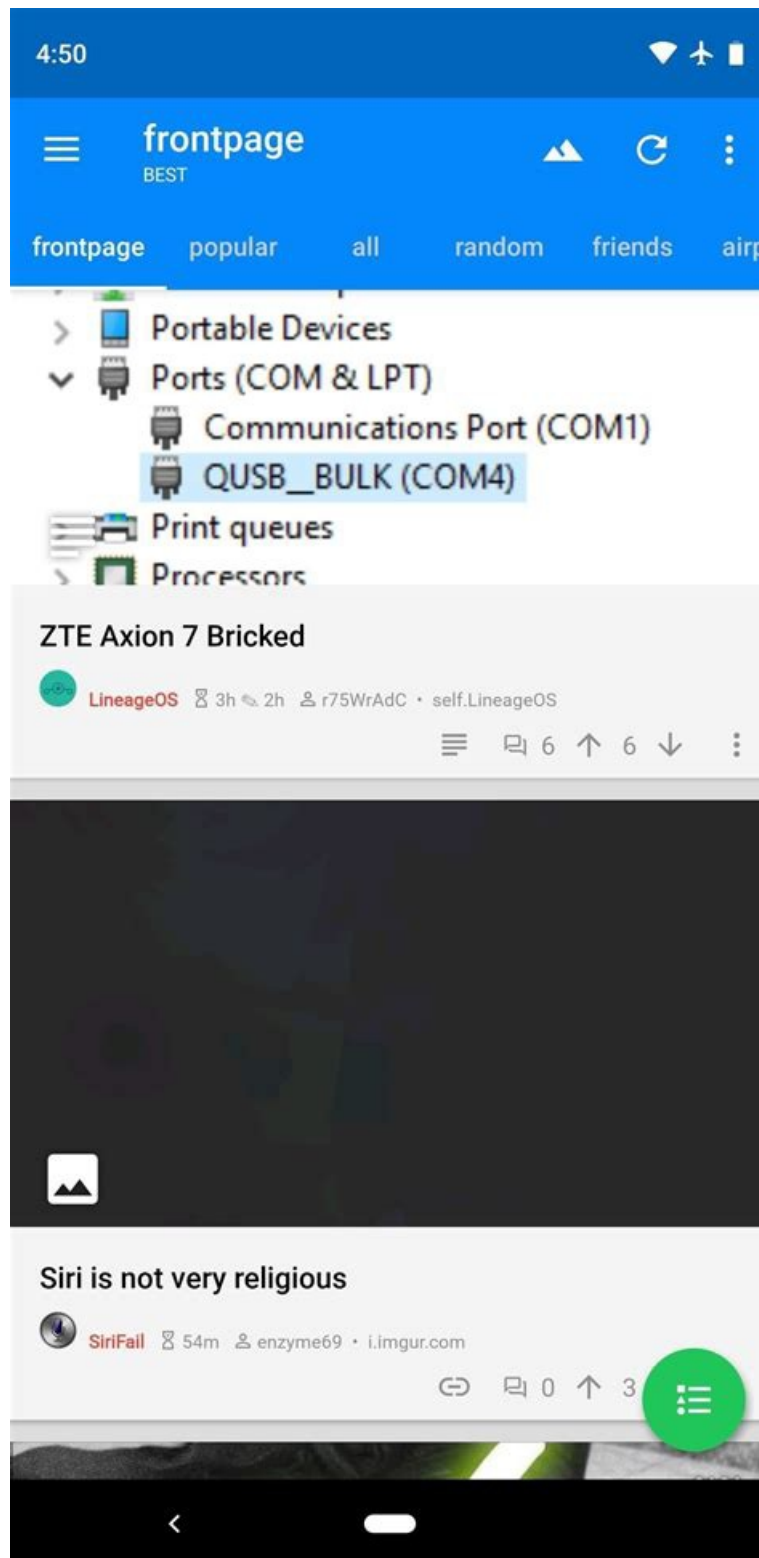 4:50
frontpage
BEST
frontpage popular all random friends airp
Portable Devices
Ports (COM & LPT)
Communications Port (COM1)
QUSB__BULK (COM4)
Print queues
Processors
ZTE Axion 7 Bricked
LineageOS 3h 2h r75WrAdC • self.LineageOS
6 6
Siri is not very religious
SiriFail 54m enzyme69 • i.imgur.com
0 3